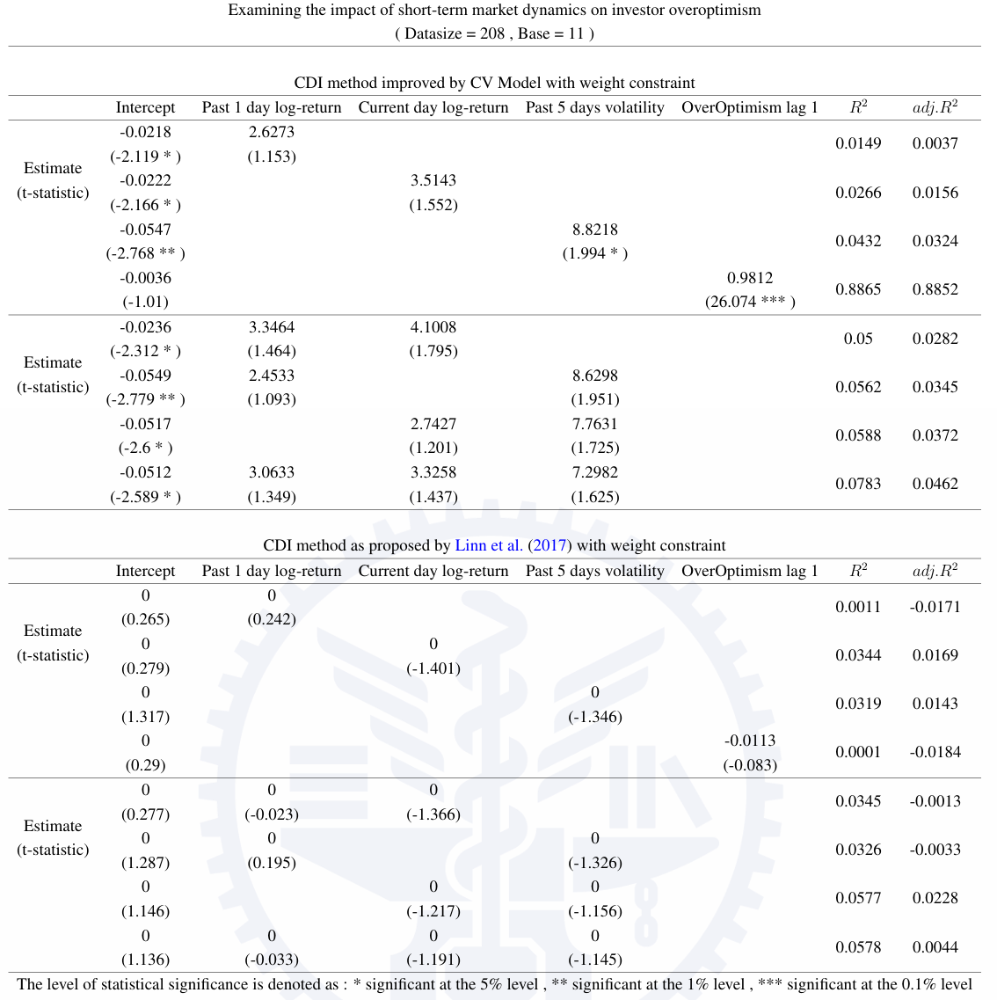 Examining the impact of short-term market dynamics on investor overoptimism
( Datasize = 208 , Base = 11 )
CDI method improved by CV Model with weight constraint
Intercept Past 1 day log-return Current day log-return Past 5 days volatility OverOptimism lag 1 R² adj.R²
Estimate
(t-statistic)
-0.0218 2.6273
(-2.119 * ) (1.153)
0.0149 0.0037
-0.0222 3.5143
(-2.166 * ) (1.552)
0.0266 0.0156
-0.0547 8.8218
(-2.768 ** ) (1.994 * )
0.0432 0.0324
-0.0036 0.9812
(-1.01) (26.074 *** )
0.8865 0.8852
Estimate
(t-statistic)
-0.0236 3.3464 4.1008
(-2.312 * ) (1.464) (1.795)
0.05 0.0282
-0.0549 2.4533 8.6298
(-2.779 ** ) (1.093) (1.951)
0.0562 0.0345
-0.0517 2.7427 7.7631
(-2.6 * ) (1.201) (1.725)
0.0588 0.0372
-0.0512 3.0633 3.3258 7.2982
(-2.589 * ) (1.349) (1.437) (1.625)
0.0783 0.0462
CDI method as proposed by Linn et al. (2017) with weight constraint
Intercept Past 1 day log-return Current day log-return Past 5 days volatility OverOptimism lag 1 R² adj.R²
Estimate
(t-statistic)
0 0
(0.265) (0.242)
0.0011 -0.0171
0 0
(0.279) (-1.401)
0.0344 0.0169
0 0
(1.317) (-1.346)
0.0319 0.0143
0 -0.0113
(0.29) (-0.083)
0.0001 -0.0184
Estimate
(t-statistic)
0 0 0
(0.277) (-0.023) (-1.366)
0.0345 -0.0013
0 0 0
(1.287) (0.195) (-1.326)
0.0326 -0.0033
0 0 0
(1.146) (-1.217) (-1.156)
0.0577 0.0228
0 0 0 0
(1.136) (-0.033) (-1.191) (-1.145)
0.0578 0.0044
The level of statistical significance is denoted as : * significant at the 5% level , ** significant at the 1% level , *** significant at the 0.1% level